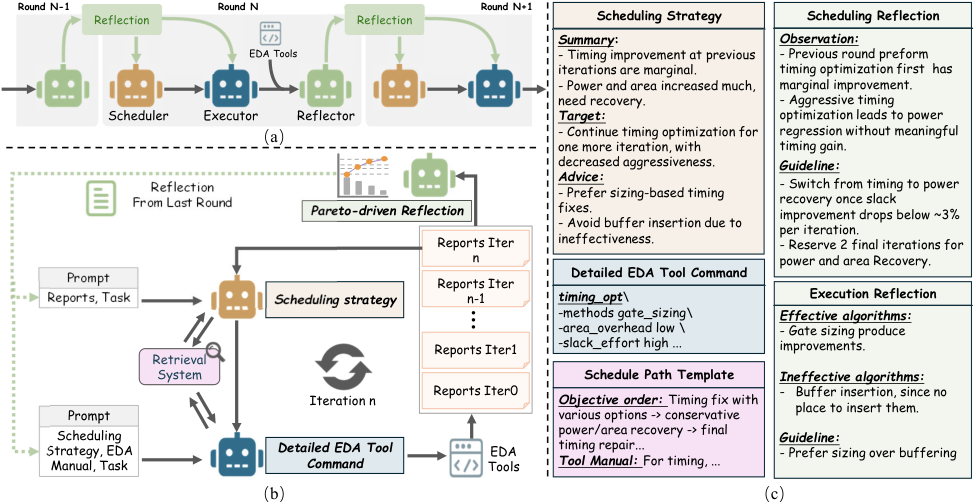 Round N-1
Round N
Round N+1
Reflection
Reflection
EDA Tools
Scheduler
Executor
Reflector
(a)
Reflection
From Last Round
Pareto-driven Reflection
Reports Iter
n
Reports Iter
n-1
Reports Iter1
Reports Iter0
Prompt
Reports, Task
Scheduling strategy
Retrieval
System
Iteration n
Prompt
Scheduling
Strategy, EDA
Manual, Task
Detailed EDA Tool
Command
EDA
Tools
(b)
Scheduling Strategy
Summary:
- Timing improvement at previous
iterations are marginal.
- Power and area increased much,
need recovery.
Target:
- Continue timing optimization for
one more iteration, with
decreased aggressiveness.
Advice:
- Prefer sizing-based timing
fixes.
- Avoid buffer insertion due to
ineffectiveness.
Detailed EDA Tool Command
timing_opt\
-methods gate_sizing\
-area_overhead low \
-slack_effort high ...
Schedule Path Template
Objective order: Timing fix with
various options -> conservative
power/area recovery -> final
timing repair...
Tool Manual: For timing, ...
Scheduling Reflection
Observation:
- Previous round preform
timing optimization first has
marginal improvement.
- Aggressive timing
optimization leads to power
regression without meaningful
timing gain.
Guideline:
- Switch from timing to power
recovery once slack
improvement drops below ~3%
per iteration.
- Reserve 2 final iterations for
power and area Recovery.
Execution Reflection
Effective algorithms:
- Gate sizing produce
improvements.
Ineffective algorithms:
- Buffer insertion, since no
place to insert them.
Guideline:
- Prefer sizing over buffering
(c)